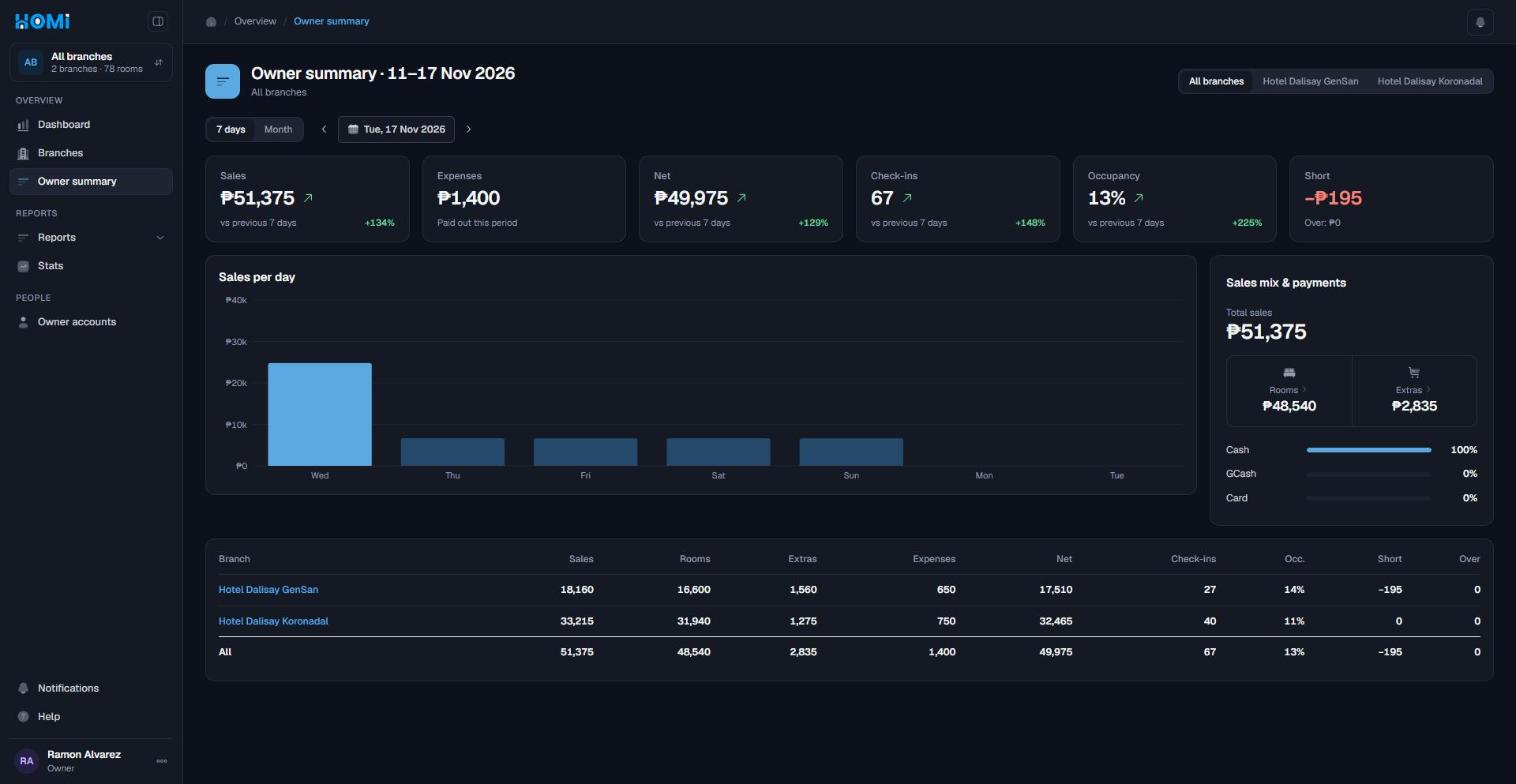 HOMi
AB
All branches
2 branches · 78 rooms
OVERVIEW
Dashboard
Branches
Owner summary
REPORTS
Reports
Stats
PEOPLE
Owner accounts
Notifications
? Help
RA
Ramon Alvarez
Owner
/ Overview / Owner summary
Owner summary · 11–17 Nov 2026
All branches
All branches Hotel Dalisay GenSan Hotel Dalisay Koronadal
7 days Month
Tue, 17 Nov 2026
Sales
₱51,375
vs previous 7 days +134%
Expenses
₱1,400
Paid out this period
Net
₱49,975
vs previous 7 days +129%
Check-ins
67
vs previous 7 days +148%
Occupancy
13%
vs previous 7 days +225%
Short
−₱195
Over: ₱0
Sales per day
₱40k
₱30k
₱20k
₱10k
₱0
Wed Thu Fri Sat Sun Mon Tue
Sales mix & payments
Total sales
₱51,375
Rooms
₱48,540
Extras
₱2,835
Cash 100%
GCash 0%
Card 0%
Branch Sales Rooms Extras Expenses Net Check-ins Occ. Short Over
Hotel Dalisay GenSan 18,160 16,600 1,560 650 17,510 27 14% −195 0
Hotel Dalisay Koronadal 33,215 31,940 1,275 750 32,465 40 11% 0 0
All 51,375 48,540 2,835 1,400 49,975 67 13% −195 0